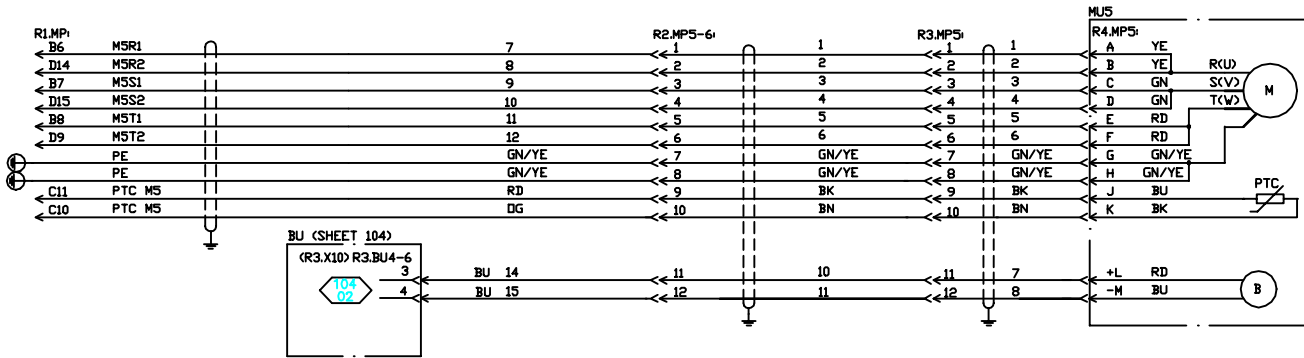 MU5
R1.MP: R2.MP5-6: R3.MP5: R4.MP5:
B6 M5R1 7 1 1 1 1 A YE
D14 M5R2 8 2 2 2 2 B YE R(U)
B7 M5S1 9 3 3 3 3 C GN S(V) M
D15 M5S2 10 4 4 4 4 D GN T(W)
B8 M5T1 11 5 5 5 5 E RD
D9 M5T2 12 6 6 6 6 F RD
PE GN/YE 7 GN/YE 7 GN/YE G GN/YE
PE GN/YE 8 GN/YE 8 GN/YE H GN/YE
C11 PTC M5 RD 9 BK 9 BK J BU PTC
C10 PTC M5 OG 10 BN 10 BN K BK
BU (SHEET 104)
(R3.X10) R3.BU4-6
3 BU 14 11 10 11 7 +L RD
104
02
4 BU 15 12 11 12 8 -M BU B